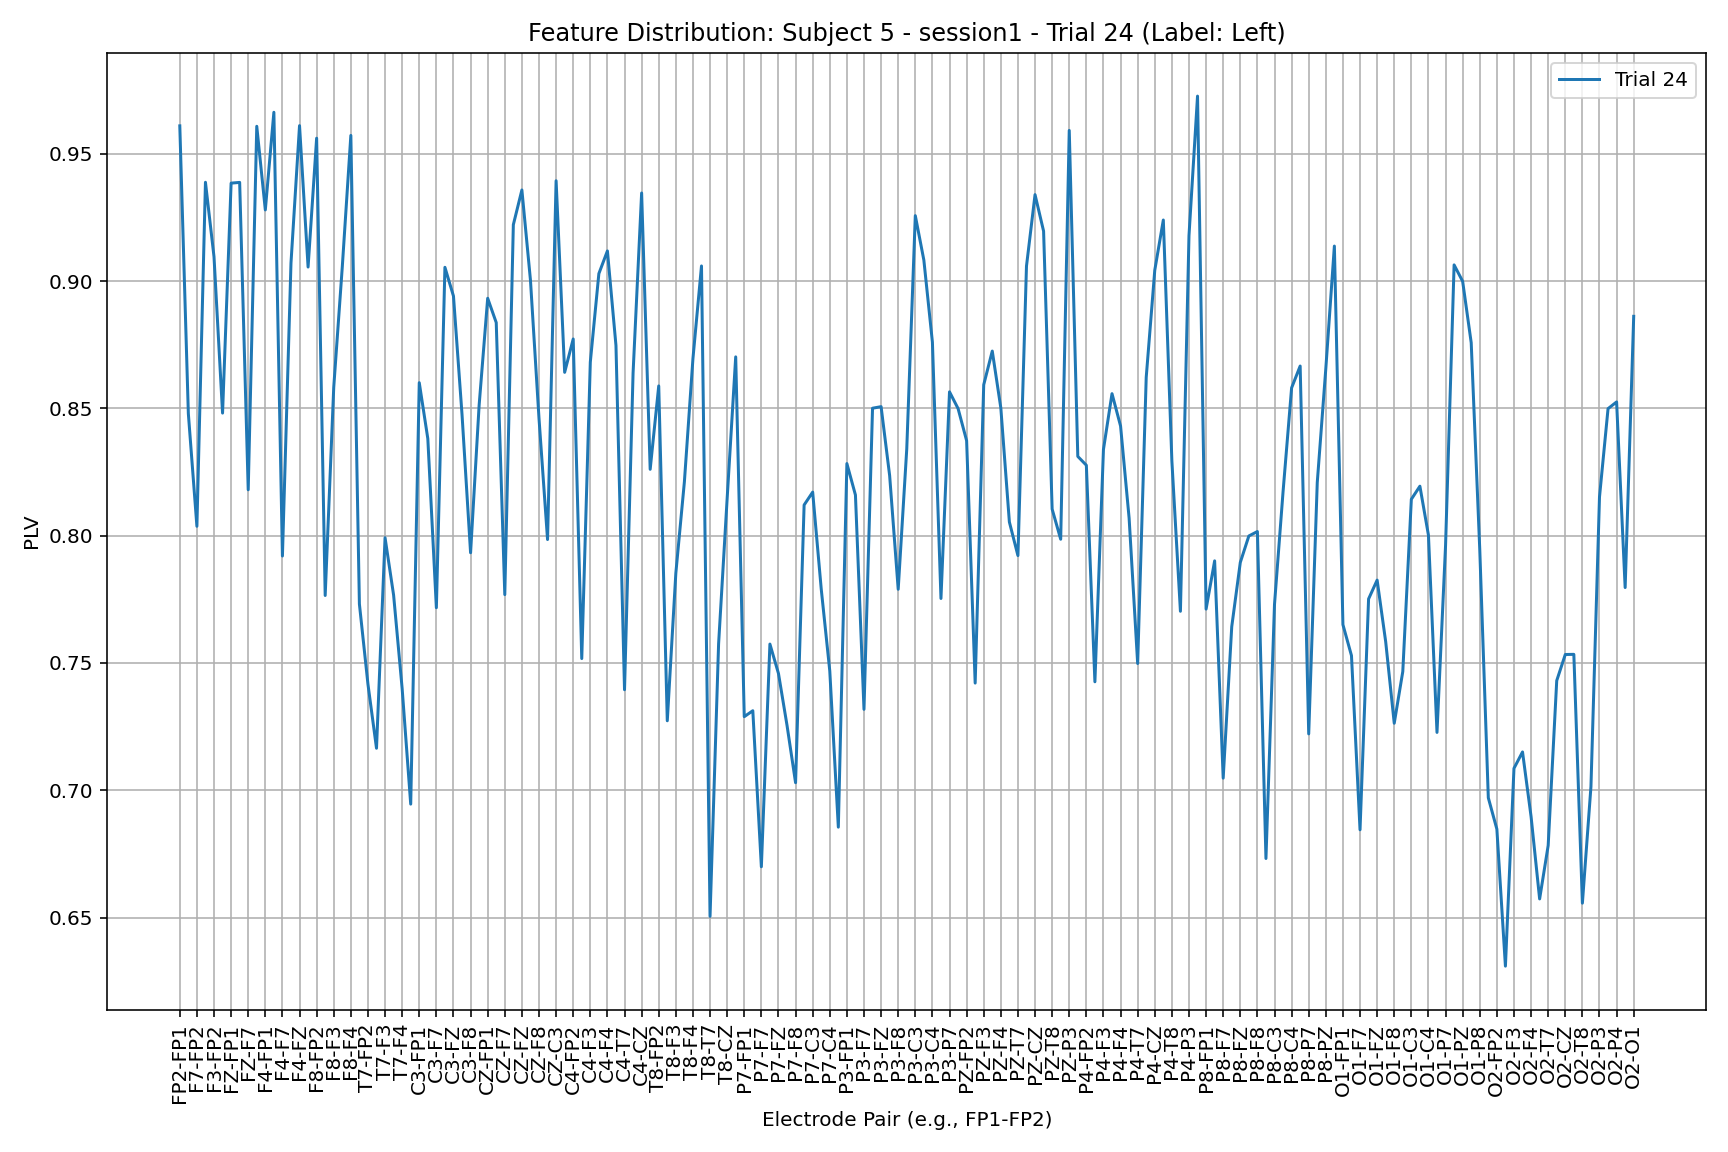 Feature Distribution: Subject 5 - session1 - Trial 24 (Label: Left)
Trial 24
PLV
0.95
0.90
0.85
0.80
0.75
0.70
0.65
FP2-FP1
F7-FP2
F3-FP2
FZ-FP1
FZ-F7
F4-FP1
F4-F7
F4-FZ
F8-FP2
F8-F3
F8-F4
T7-FP2
T7-F3
T7-F4
C3-FP1
C3-F7
C3-FZ
C3-F8
CZ-FP1
CZ-F7
CZ-FZ
CZ-F8
CZ-C3
C4-FP2
C4-F3
C4-F4
C4-T7
C4-CZ
T8-FP2
T8-F3
T8-F4
T8-T7
T8-CZ
P7-FP1
P7-F7
P7-FZ
P7-F8
P7-C3
P7-C4
P3-FP1
P3-F7
P3-FZ
P3-F8
P3-C3
P3-C4
P3-P7
PZ-FP2
PZ-F3
PZ-F4
PZ-T7
PZ-CZ
PZ-T8
PZ-P3
P4-FP2
P4-F3
P4-F4
P4-T7
P4-CZ
P4-T8
P4-P3
P8-FP1
P8-F7
P8-FZ
P8-F8
P8-C3
P8-C4
P8-P7
P8-PZ
O1-FP1
O1-F7
O1-FZ
O1-F8
O1-C3
O1-C4
O1-P7
O1-PZ
O1-P8
O2-FP2
O2-F3
O2-F4
O2-T7
O2-CZ
O2-T8
O2-P3
O2-P4
O2-O1
Electrode Pair (e.g., FP1-FP2)